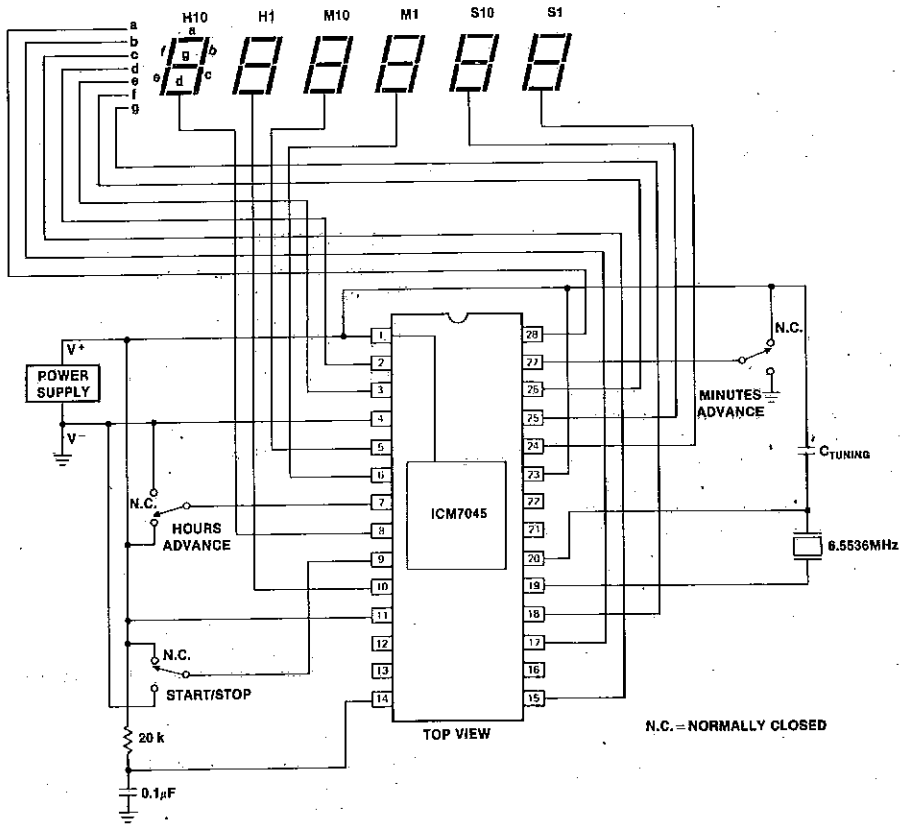 H10 H1 M10 M1 S10 S1
a
b
c
d
e
f
g
a
f
g
b
e
d
c
V+
POWER
SUPPLY
V−
N.C.
HOURS
ADVANCE
N.C.
START/STOP
20 k
0.1µF
1
2
3
4
5
6
7
8
9
10
11
12
13
14
ICM7045
28
27
26
25
24
23
22
21
20
19
18
17
16
15
TOP VIEW
N.C.
MINUTES
ADVANCE
CTUNING
6.5536MHz
N.C.=NORMALLY CLOSED